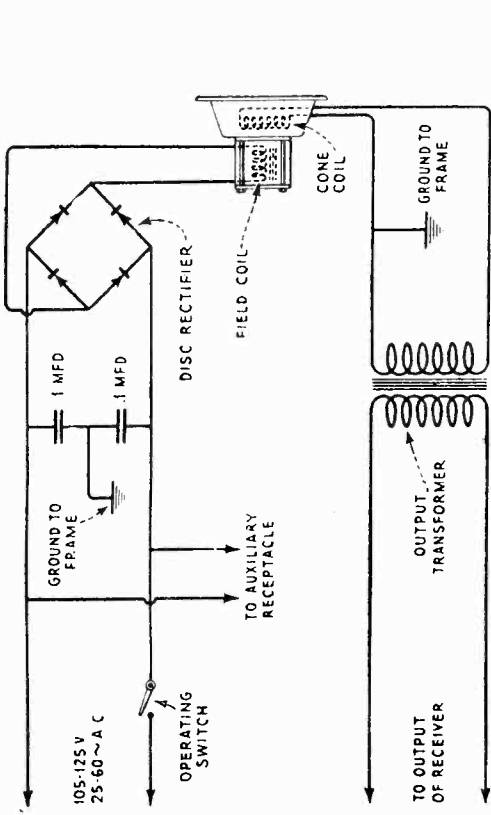 105-125 V
25-60~ A C
OPERATING
SWITCH
TO AUXILIARY
RECEPTACLE
GROUND TO
FRAME
.1 MFD
.1 MFD
DISC RECTIFIER
FIELD COIL
CONE
COIL
GROUND TO
FRAME
OUTPUT
TRANSFORMER
TO OUTPUT
OF RECEIVER